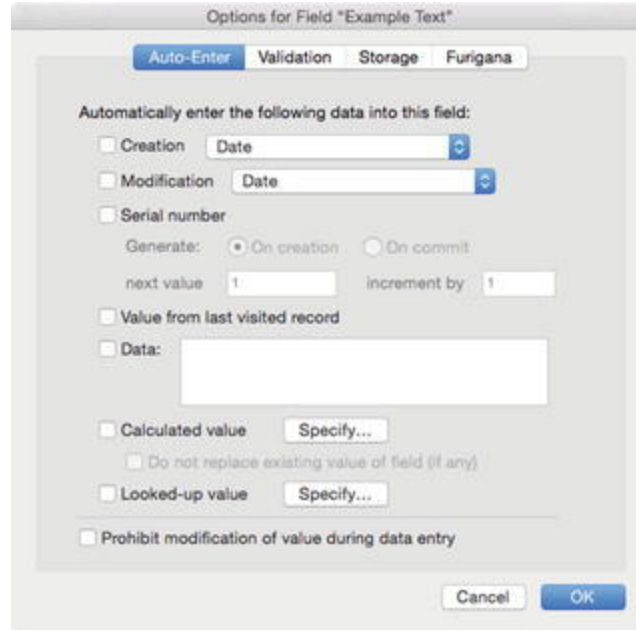 Options for Field "Example Text"
Auto-Enter Validation Storage Furigana
Automatically enter the following data into this field:
Creation Date
Modification Date
Serial number
Generate: On creation On commit
next value 1 increment by 1
Value from last visited record
Data:
Calculated value Specify...
Do not replace existing value of field (if any)
Looked-up value Specify...
Prohibit modification of value during data entry
Cancel OK